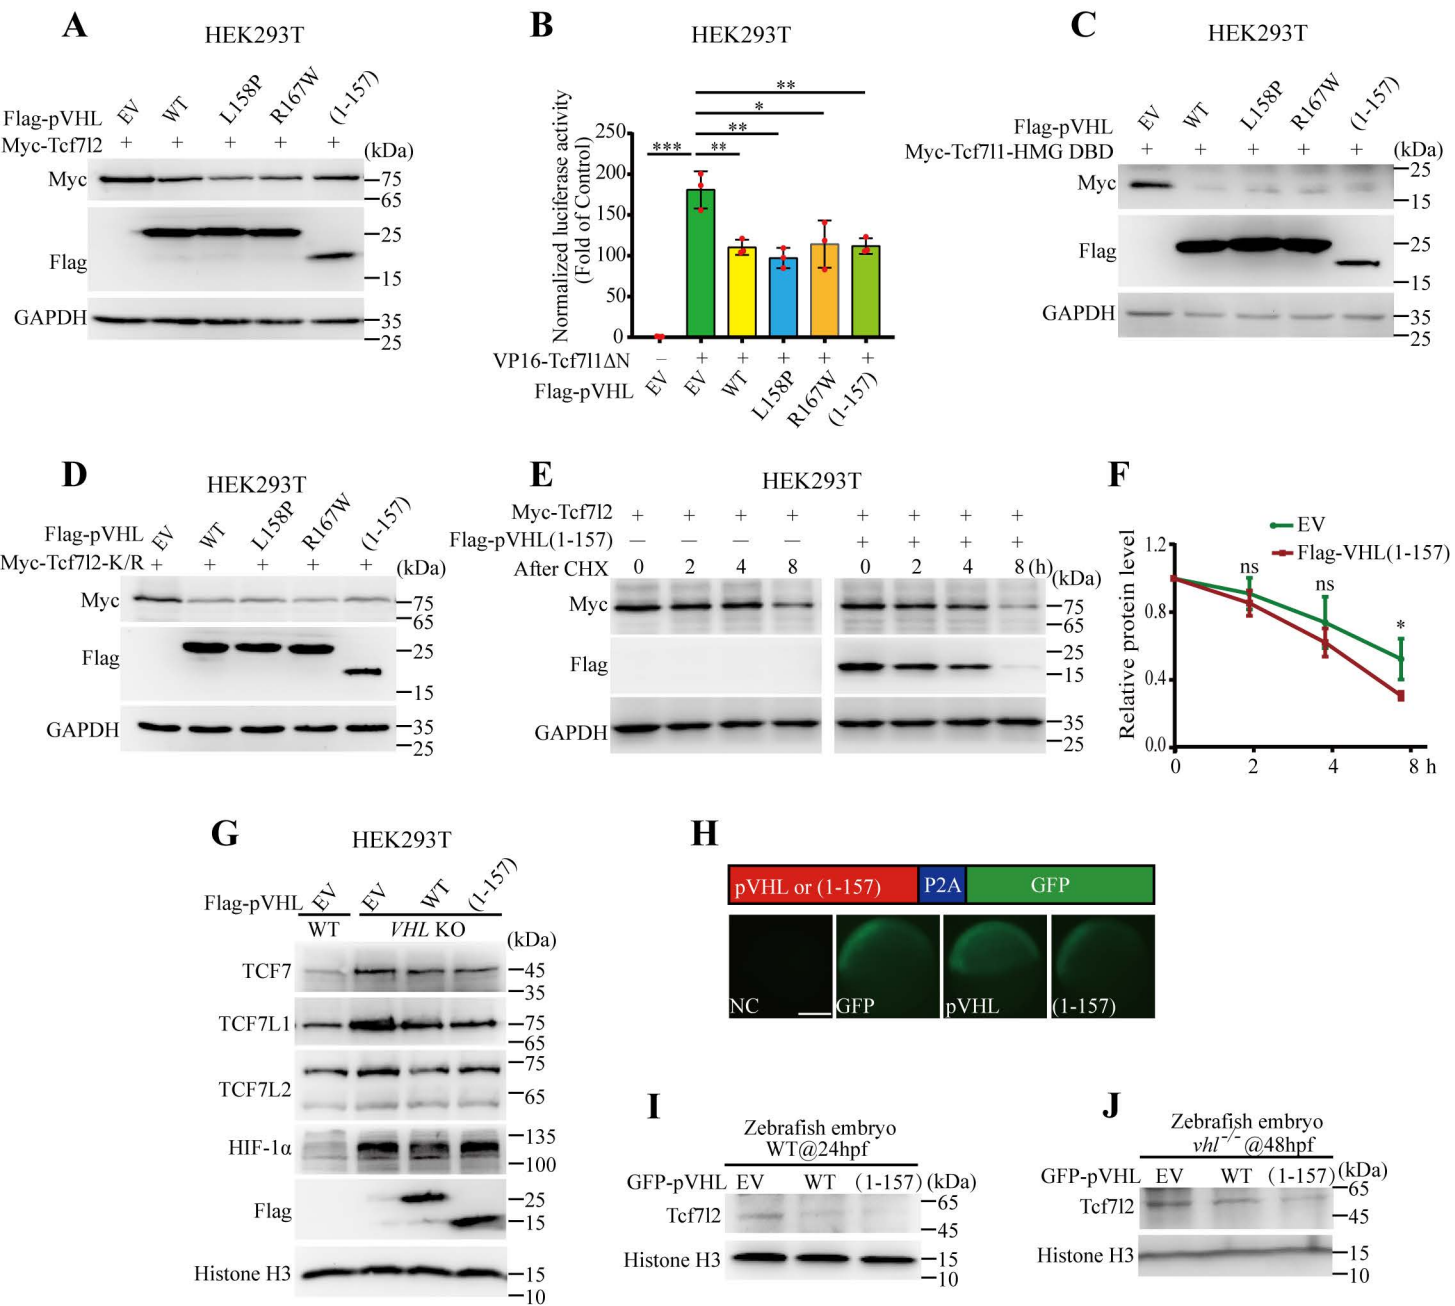 A
HEK293T
Flag-pVHL EV WT L158P R167W (1-157)
Myc-Tcf7l2 + + + + + (kDa)
Myc 75
65
Flag 25
15
GAPDH 35
25
B
HEK293T
Normalized luciferase activity
(Fold of Control)
250
200
150
100
50
0
*** ** ** * **
VP16-Tcf7l1ΔN – + + + + +
Flag-pVHL EV EV WT L158P R167W (1-157)
C
HEK293T
Flag-pVHL EV WT L158P R167W (1-157)
Myc-Tcf7l1-HMG DBD + + + + + (kDa)
Myc 25
15
Flag 25
15
GAPDH 35
25
D
HEK293T
Flag-pVHL EV WT L158P R167W (1-157)
Myc-Tcf7l2-K/R + + + + + (kDa)
Myc 75
65
Flag 25
15
GAPDH 35
25
E
HEK293T
Myc-Tcf7l2 + + + + + + + +
Flag-pVHL(1-157) — — — — + + + +
After CHX 0 2 4 8 0 2 4 8 (h) (kDa)
Myc 75
65
Flag 25
15
GAPDH 35
25
F
EV
Flag-VHL(1-157)
Relative protein level
1.2
0.8
0.4
0.0
ns ns *
0 2 4 8 h
G
HEK293T
Flag-pVHL EV EV WT (1-157)
WT VHL KO
(kDa)
TCF7 45
35
TCF7L1 75
65
TCF7L2 75
65
HIF-1α 135
100
Flag 25
15
Histone H3 15
10
H
pVHL or (1-157) P2A GFP
NC GFP pVHL (1-157)
I
Zebrafish embryo
WT@24hpf
GFP-pVHL EV WT (1-157) (kDa)
Tcf7l2 65
45
Histone H3 15
10
J
Zebrafish embryo
vhl-/-@48hpf
GFP-pVHL EV WT (1-157) (kDa)
Tcf7l2 65
45
Histone H3 15
10